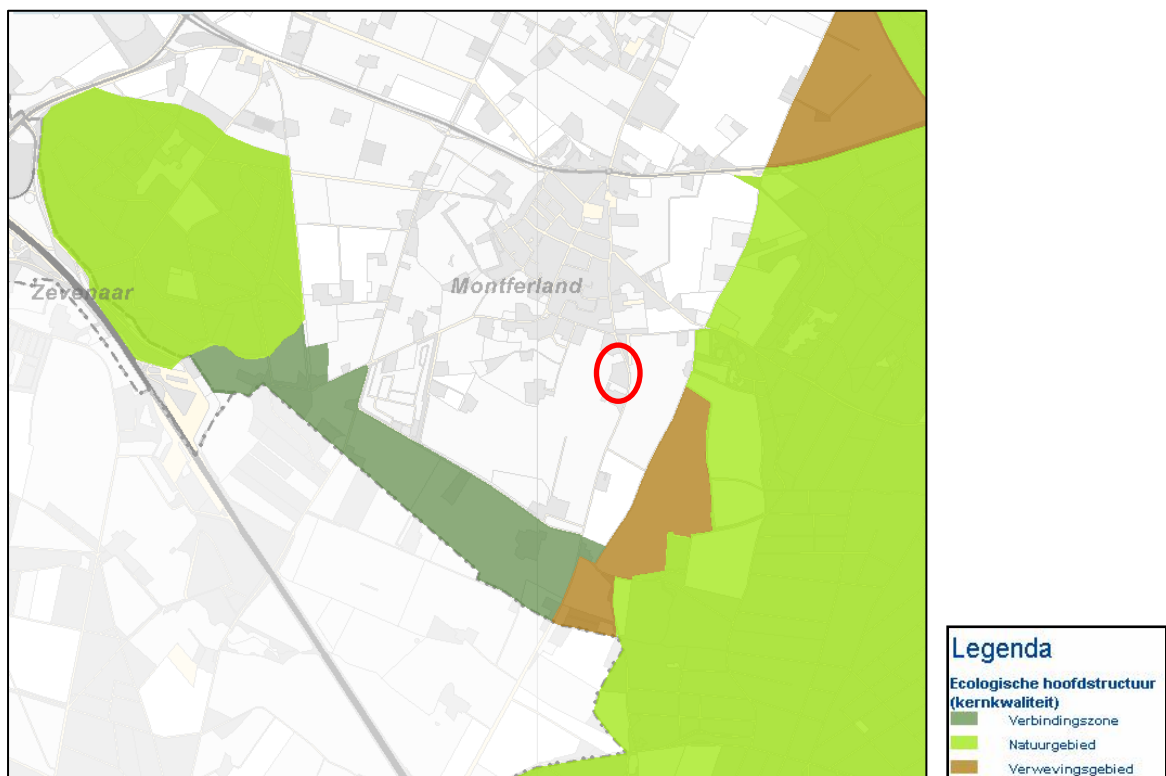 Zevenaar
Montferland
Legenda
Ecologische hoofdstructuur
(kernkwaliteit)
Verbindingszone
Natuurgebied
Verwevingsgebied